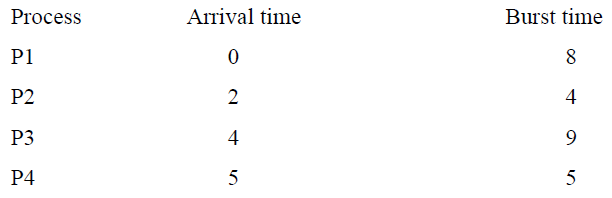 Process Arrival time Burst time
P1 0 8
P2 2 4
P3 4 9
P4 5 5